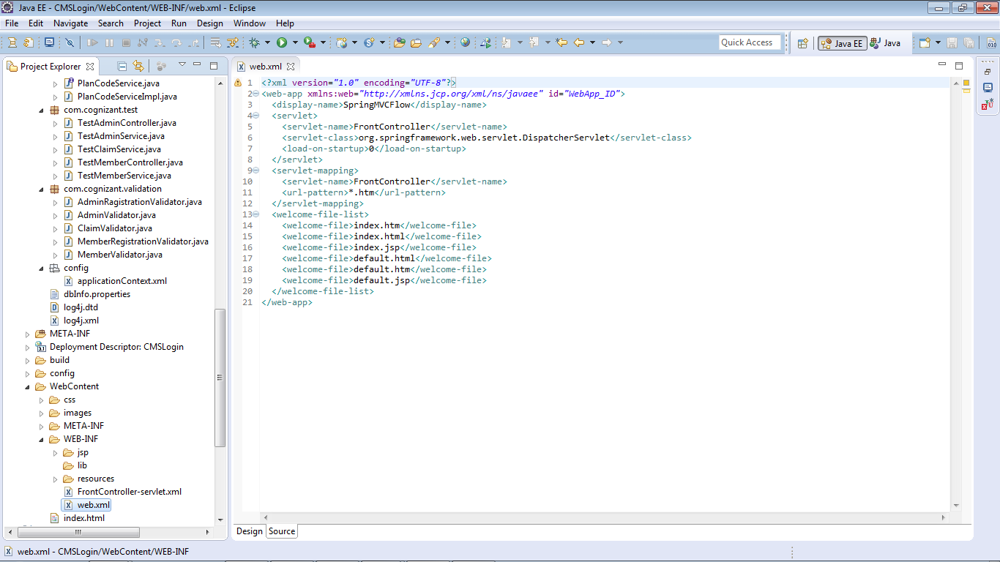 Java EE - CMSLogin/WebContent/WEB-INF/web.xml - Eclipse
File Edit Navigate Search Project Run Design Window Help
Quick Access
Java EE
Java
Project Explorer
PlanCodeService.java
PlanCodeServiceImpl.java
com.cognizant.test
TestAdminController.java
TestAdminService.java
TestClaimService.java
TestMemberController.java
TestMemberService.java
com.cognizant.validation
AdminRagistrationValidator.java
AdminValidator.java
ClaimValidator.java
MemberRegistrationValidator.java
MemberValidator.java
config
applicationContext.xml
dbInfo.properties
log4j.dtd
log4j.xml
META-INF
Deployment Descriptor: CMSLogin
build
config
WebContent
css
images
META-INF
WEB-INF
jsp
lib
resources
FrontController-servlet.xml
web.xml
index.html
web.xml
1 <?xml version="1.0" encoding="UTF-8"?>
2 <web-app xmlns:web="http://xmlns.jcp.org/xml/ns/javaee" id="WebApp_ID">
3 <display-name>SpringMVCFlow</display-name>
4 <servlet>
5 <servlet-name>FrontController</servlet-name>
6 <servlet-class>org.springframework.web.servlet.DispatcherServlet</servlet-class>
7 <load-on-startup>0</load-on-startup>
8 </servlet>
9 <servlet-mapping>
10 <servlet-name>FrontController</servlet-name>
11 <url-pattern>*.htm</url-pattern>
12 </servlet-mapping>
13 <welcome-file-list>
14 <welcome-file>index.htm</welcome-file>
15 <welcome-file>index.html</welcome-file>
16 <welcome-file>index.jsp</welcome-file>
17 <welcome-file>default.html</welcome-file>
18 <welcome-file>default.htm</welcome-file>
19 <welcome-file>default.jsp</welcome-file>
20 </welcome-file-list>
21 </web-app>
Design Source
web.xml - CMSLogin/WebContent/WEB-INF